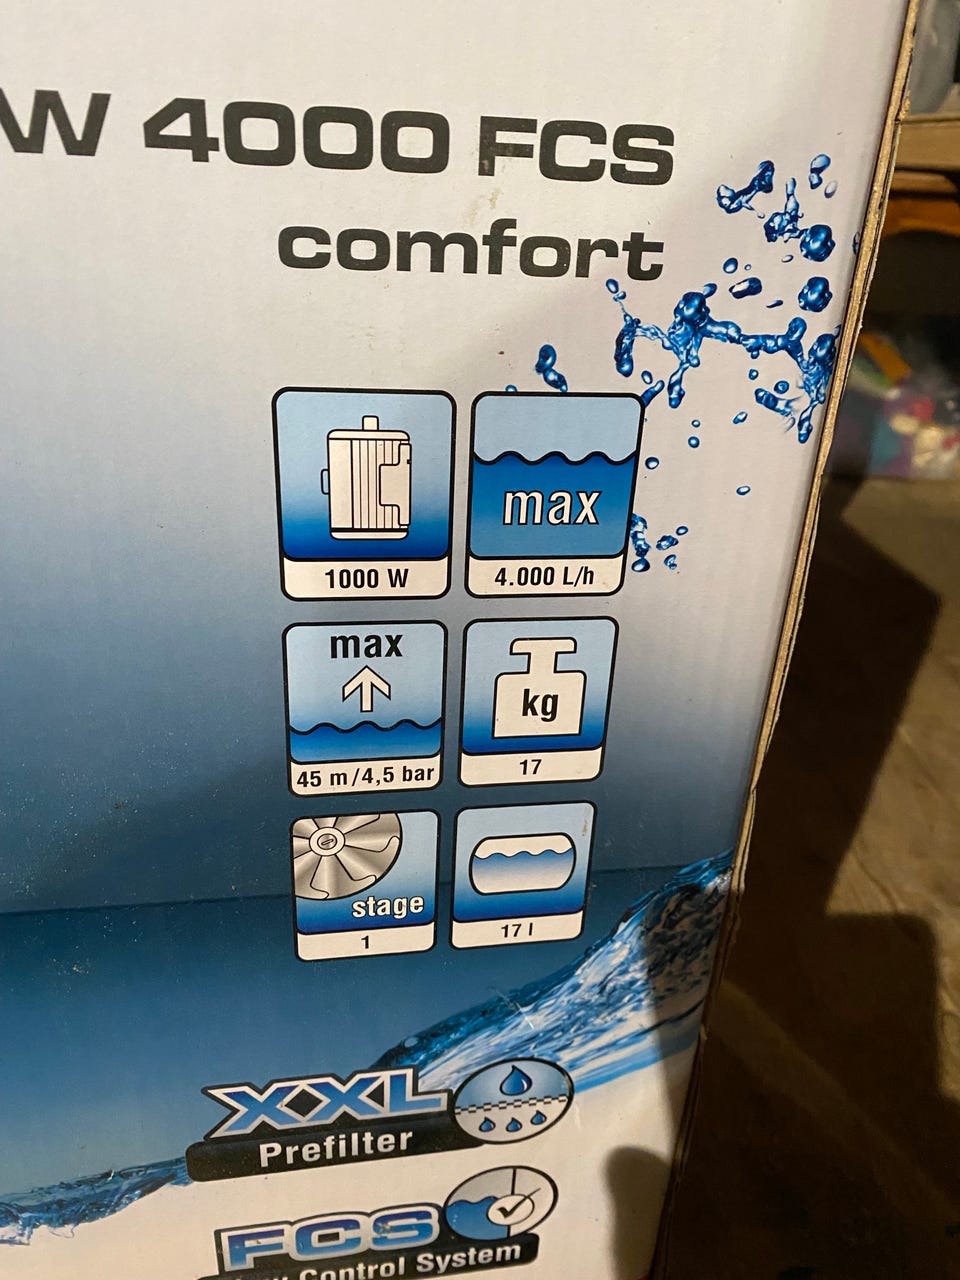 W 4000 FCS
comfort
1000 W
max
4.000 L/h
max
45 m/4,5 bar
kg
17
stage
1
17 l
XXL
Prefilter
FCS
Control System